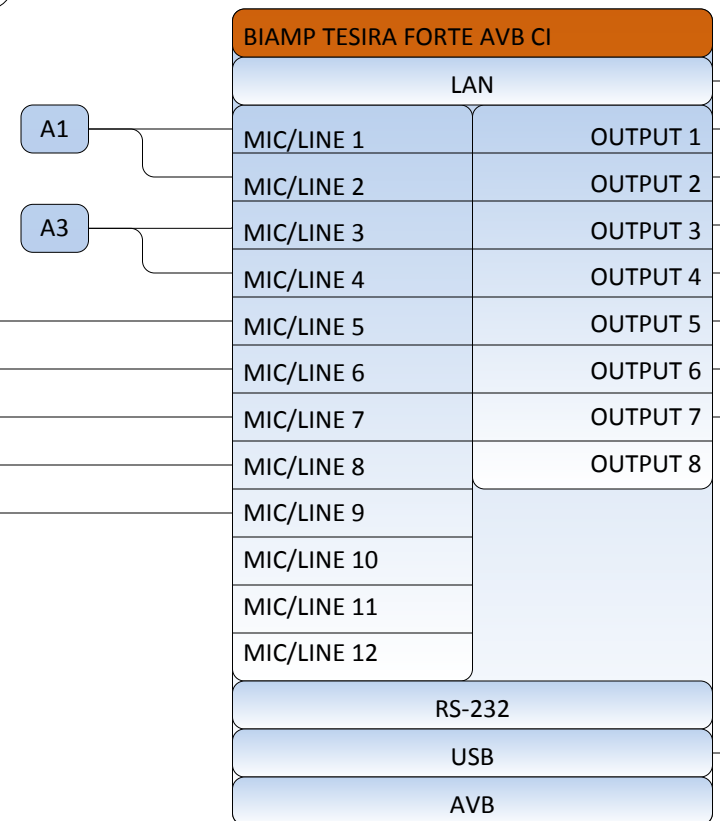 BIAMP TESIRA FORTE AVB CI
LAN
A1
MIC/LINE 1
OUTPUT 1
MIC/LINE 2
OUTPUT 2
A3
MIC/LINE 3
OUTPUT 3
MIC/LINE 4
OUTPUT 4
MIC/LINE 5
OUTPUT 5
MIC/LINE 6
OUTPUT 6
MIC/LINE 7
OUTPUT 7
MIC/LINE 8
OUTPUT 8
MIC/LINE 9
MIC/LINE 10
MIC/LINE 11
MIC/LINE 12
RS-232
USB
AVB